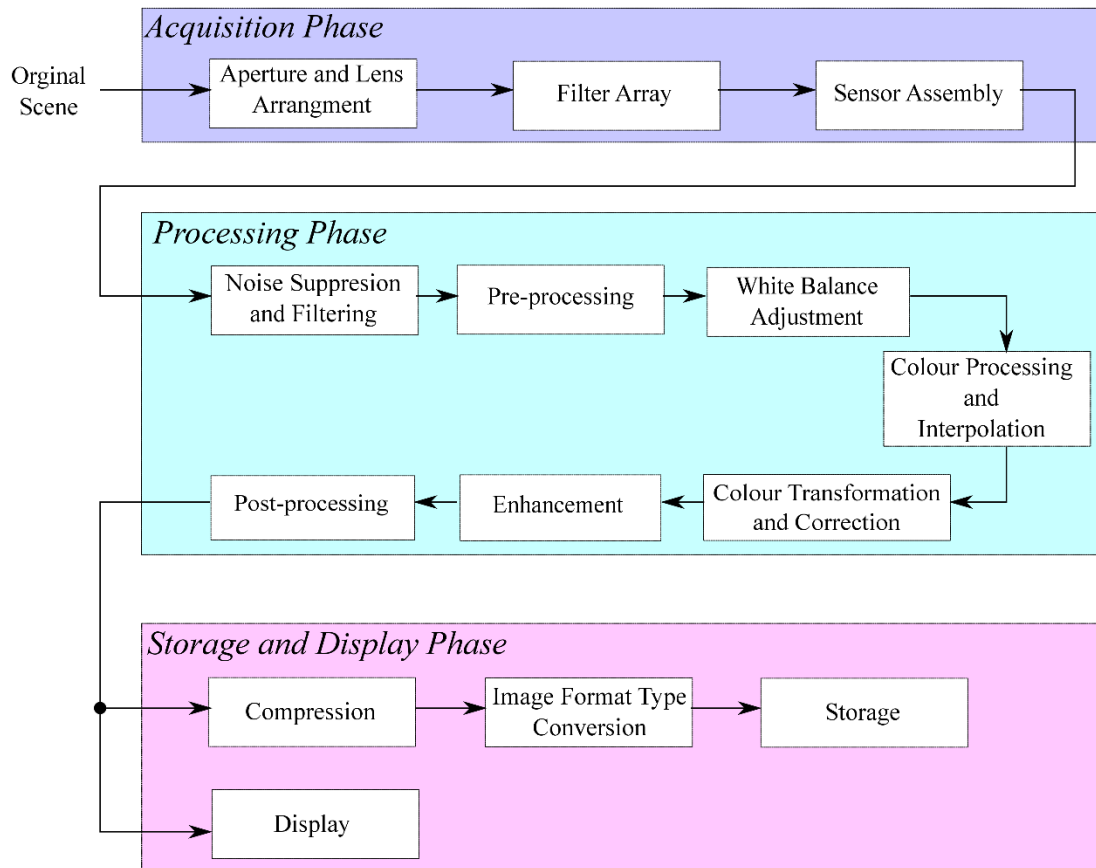 Acquisition Phase
Orginal
Scene
Aperture and Lens
Arrangment
Filter Array
Sensor Assembly
Processing Phase
Noise Suppresion
and Filtering
Pre-processing
White Balance
Adjustment
Colour Processing
and
Interpolation
Colour Transformation
and Correction
Enhancement
Post-processing
Storage and Display Phase
Compression
Image Format Type
Conversion
Storage
Display